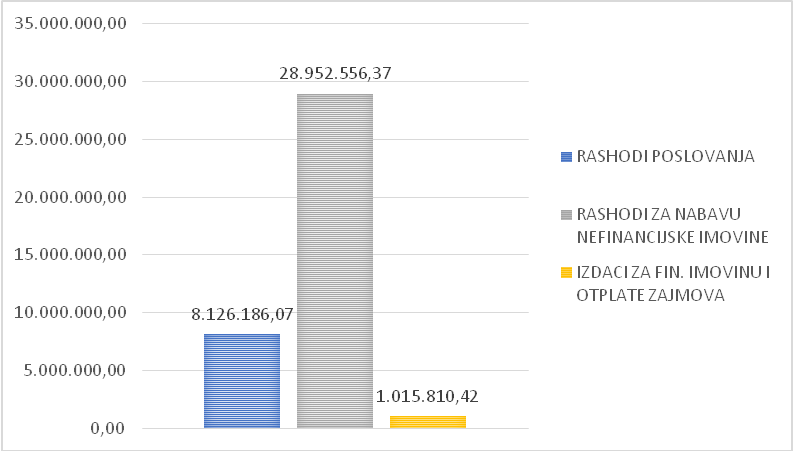 35.000.000,00
30.000.000,00
25.000.000,00
20.000.000,00
15.000.000,00
10.000.000,00
5.000.000,00
0,00
8.126.186,07
28.952.556,37
1.015.810,42
RASHODI POSLOVANJA
RASHODI ZA NABAVU
NEFINANCIJSKE IMOVINE
IZDACI ZA FIN. IMOVINU I
OTPLATE ZAJMOVA